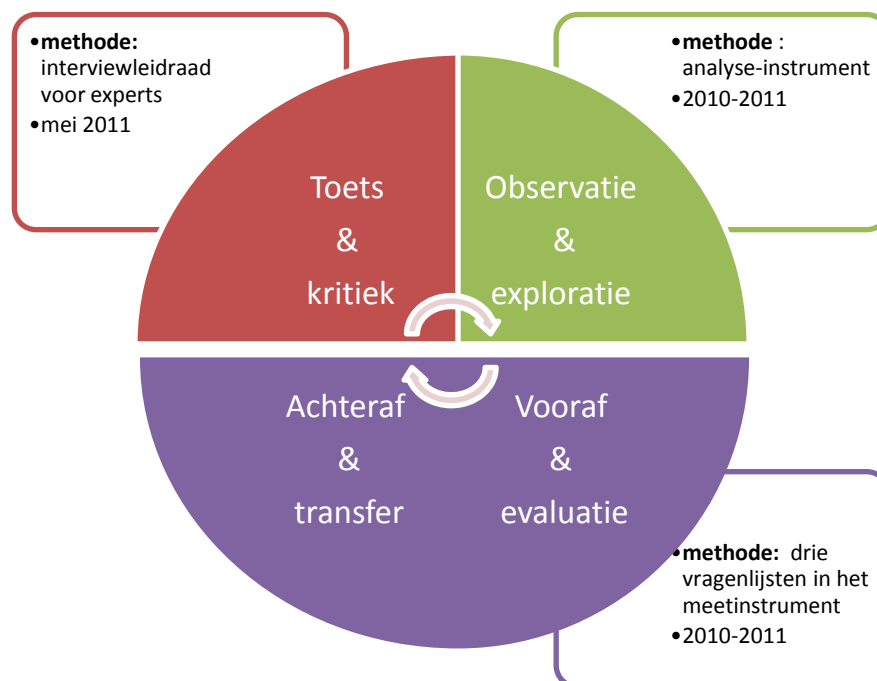 •methode:
interviewleidraad
voor experts
•mei 2011
•methode :
analyse-instrument
•2010-2011
Toets
&
kritiek
Observatie
&
exploratie
Achteraf
&
transfer
Vooraf
&
evaluatie
•methode: drie
vragenlijsten in het
meetinstrument
•2010-2011